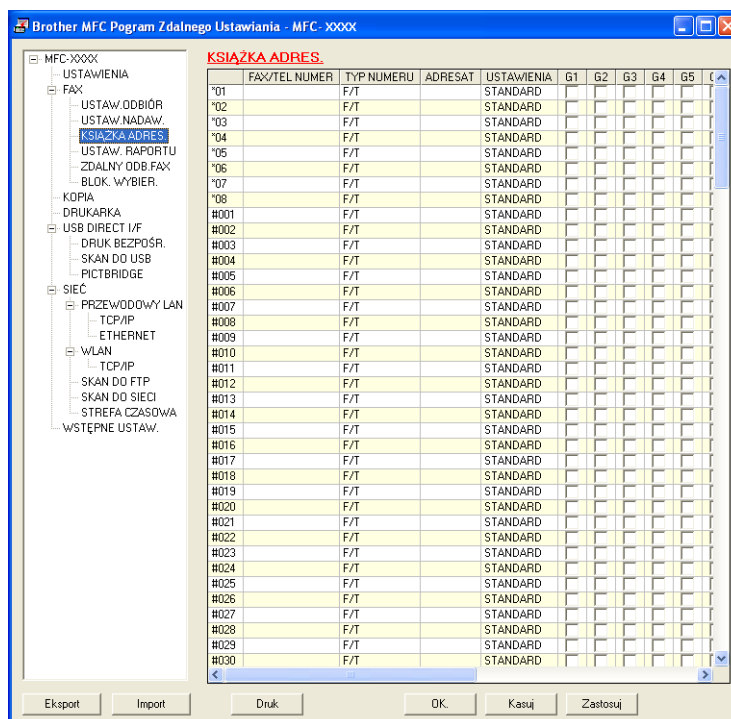 Brother MFC Pogram Zdalnego Ustawiania - MFC- XXXX
MFC-XXXX
USTAWIENIA
FAX
USTAW.ODBIÓR
USTAW.NADAW.
KSIĄZKA ADRES.
USTAW. RAPORTU
ZDALNY ODB.FAX
BLOK. WYBIER.
KOPIA
DRUKARKA
USB DIRECT I/F
DRUK BEZPOŚR.
SKAN DO USB
PICTBRIDGE
SIEĆ
PRZEWODOWY LAN
TCP/IP
ETHERNET
WLAN
TCP/IP
SKAN DO FTP
SKAN DO SIECI
STREFA CZASOWA
WSTĘPNE USTAW.
KSIĄŻKA ADRES.
FAX/TEL NUMER TYP NUMERU ADRESAT USTAWIENIA G1 G2 G3 G4 G5
*01 F/T STANDARD
*02 F/T STANDARD
*03 F/T STANDARD
*04 F/T STANDARD
*05 F/T STANDARD
*06 F/T STANDARD
*07 F/T STANDARD
*08 F/T STANDARD
#001 F/T STANDARD
#002 F/T STANDARD
#003 F/T STANDARD
#004 F/T STANDARD
#005 F/T STANDARD
#006 F/T STANDARD
#007 F/T STANDARD
#008 F/T STANDARD
#009 F/T STANDARD
#010 F/T STANDARD
#011 F/T STANDARD
#012 F/T STANDARD
#013 F/T STANDARD
#014 F/T STANDARD
#015 F/T STANDARD
#016 F/T STANDARD
#017 F/T STANDARD
#018 F/T STANDARD
#019 F/T STANDARD
#020 F/T STANDARD
#021 F/T STANDARD
#022 F/T STANDARD
#023 F/T STANDARD
#024 F/T STANDARD
#025 F/T STANDARD
#026 F/T STANDARD
#027 F/T STANDARD
#028 F/T STANDARD
#029 F/T STANDARD
#030 F/T STANDARD
Eksport Import Druk OK. Kasuj Zastosuj